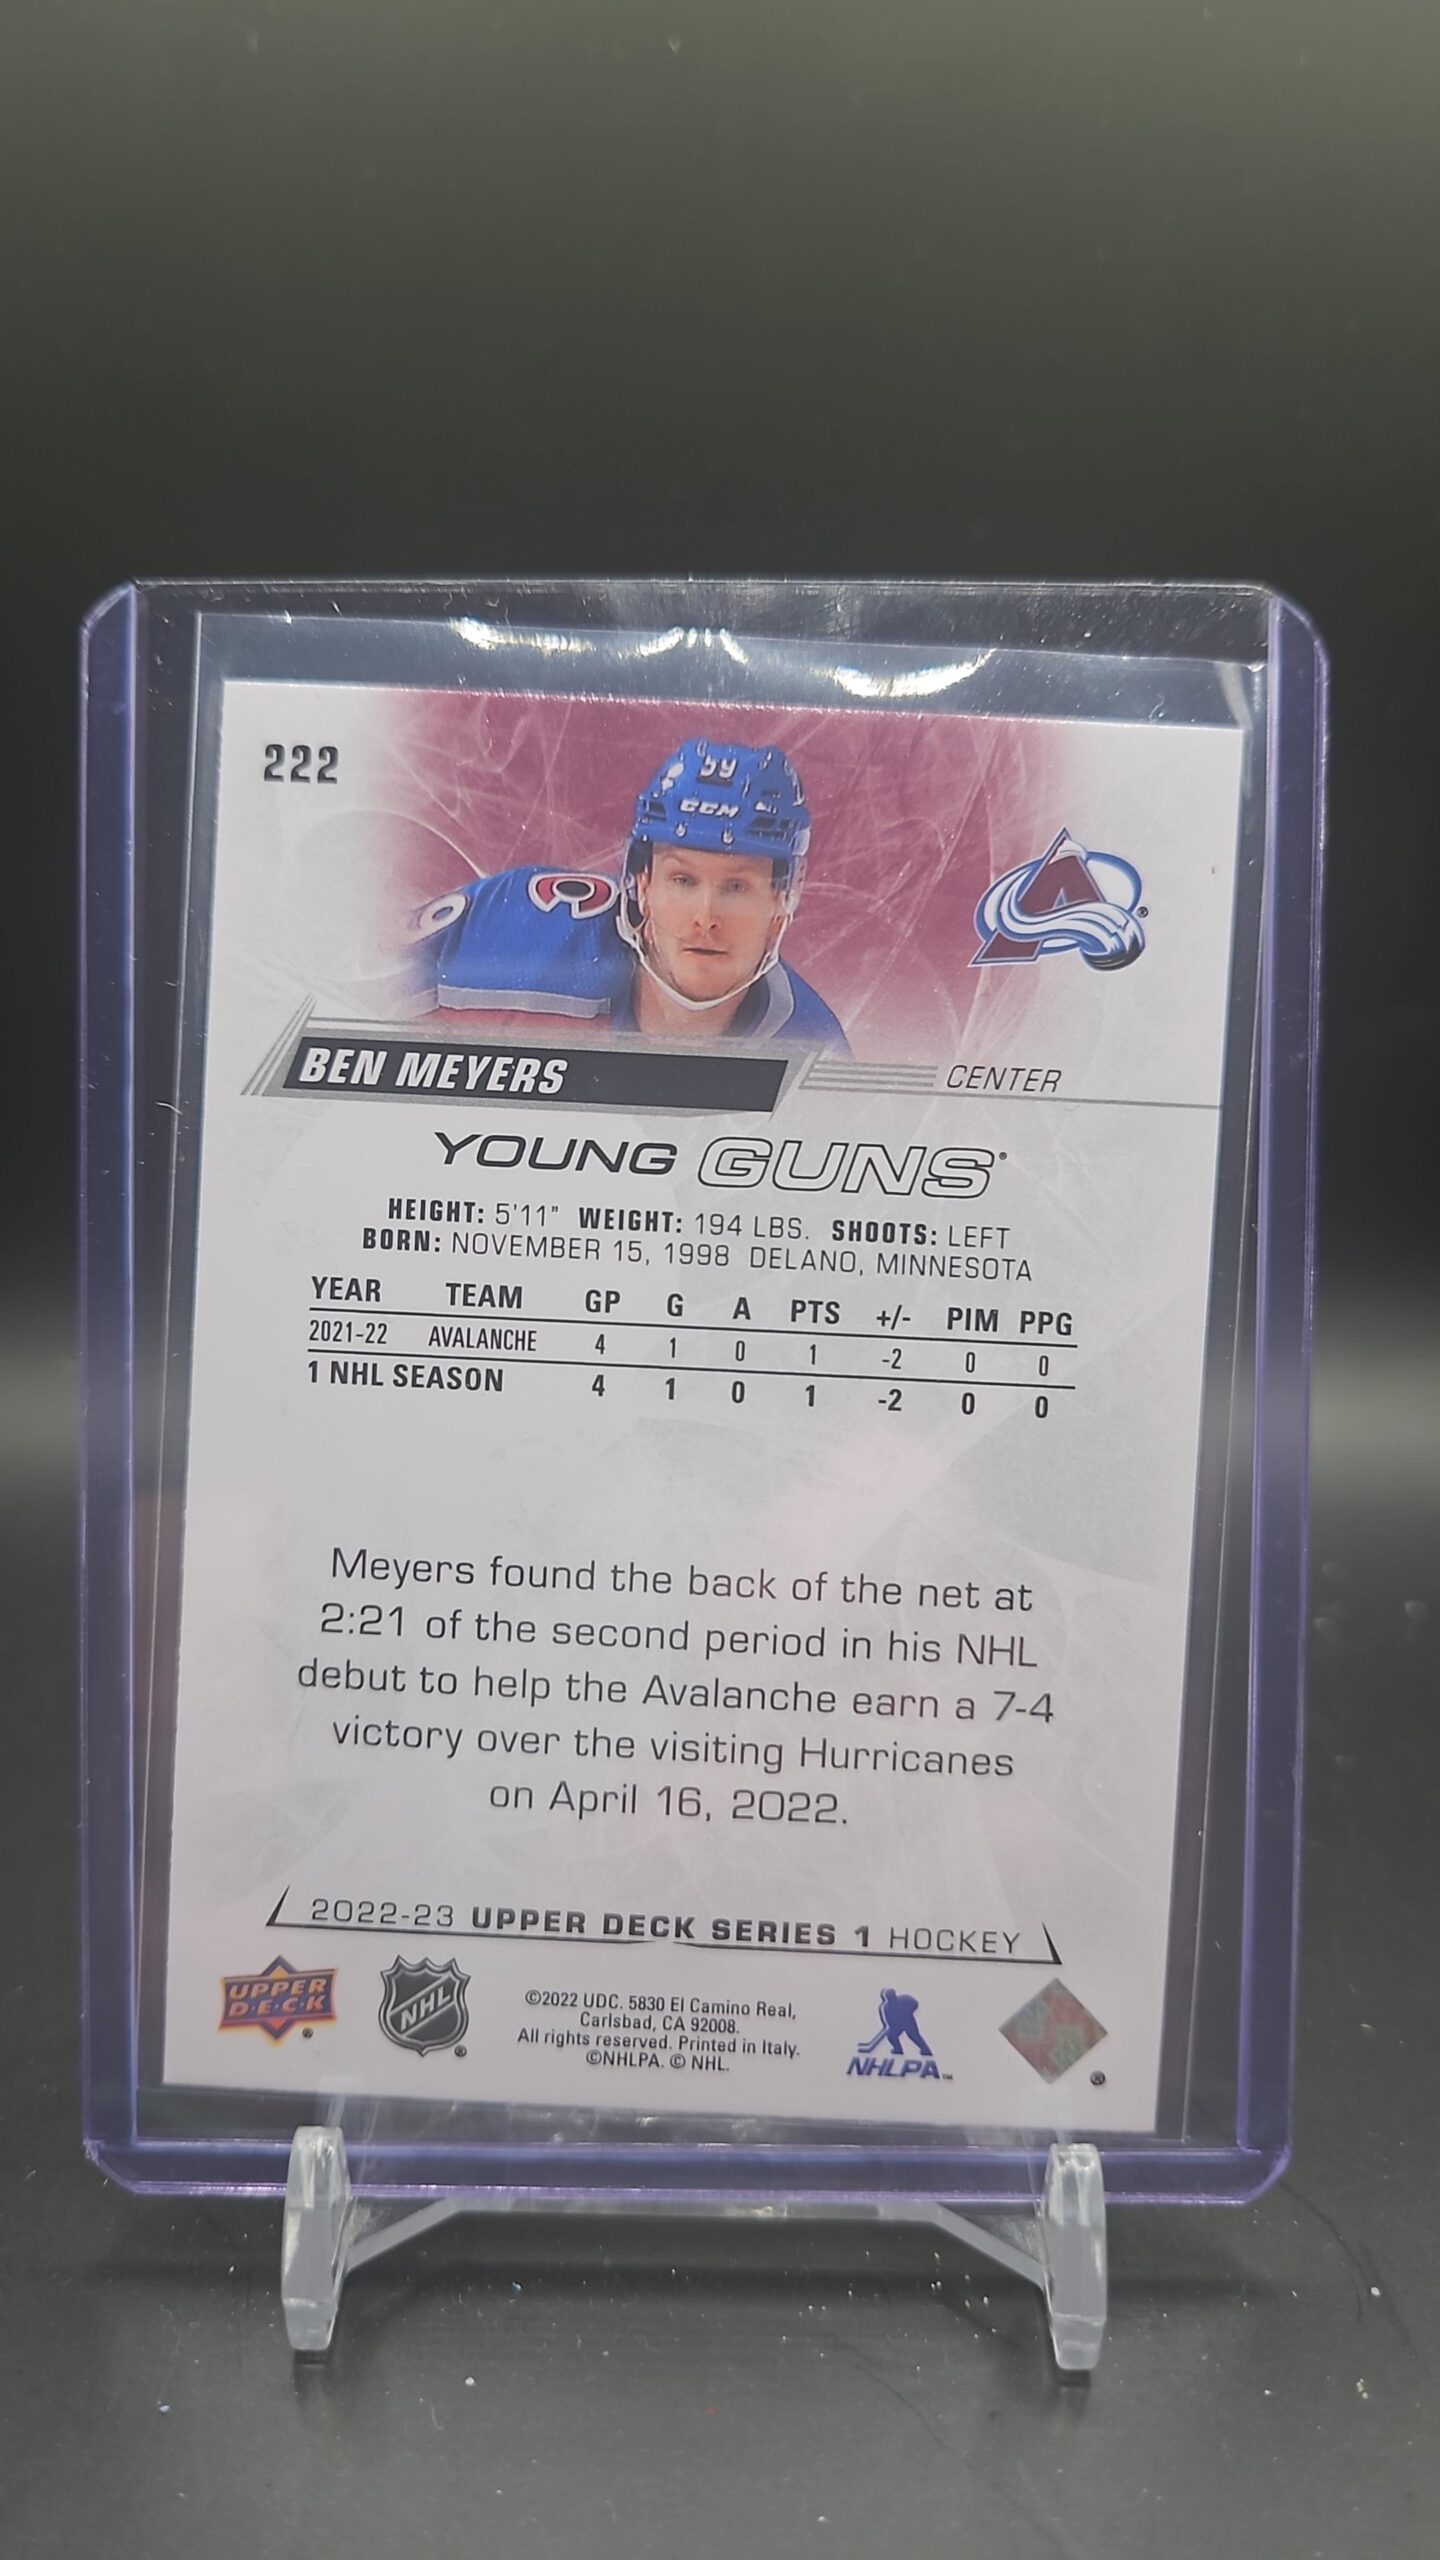 222
59
CCM
BEN MEYERS
CENTER
YOUNG GUNS®
HEIGHT: 5'11" WEIGHT: 194 LBS. SHOOTS: LEFT
BORN: NOVEMBER 15, 1998 DELANO, MINNESOTA
YEAR TEAM GP G A PTS +/- PIM PPG
2021-22 AVALANCHE 4 1 0 1 -2 0 0
1 NHL SEASON 4 1 0 1 -2 0 0
Meyers found the back of the net at
2:21 of the second period in his NHL
debut to help the Avalanche earn a 7-4
victory over the visiting Hurricanes
on April 16, 2022.
2022-23 UPPER DECK SERIES 1 HOCKEY
UPPER
D·E·C·K
®
NHL
®
©2022 UDC. 5830 El Camino Real,
Carlsbad, CA 92008.
All rights reserved. Printed in Italy.
©NHLPA. © NHL.
NHLPA™
®